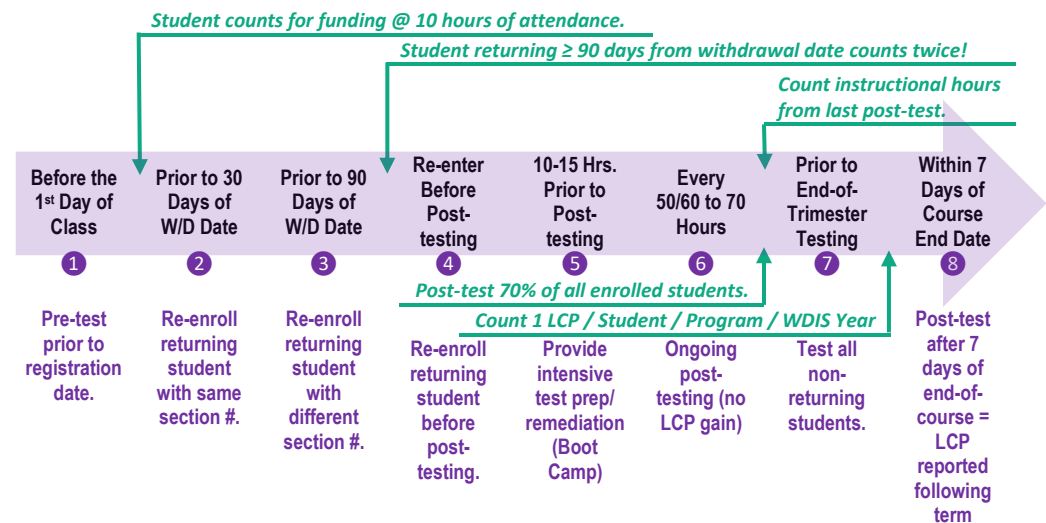 Student counts for funding @ 10 hours of attendance.
Student returning ≥ 90 days from withdrawal date counts twice!
Count instructional hours
from last post-test.
Before the
1st Day of
Class
1
Prior to 30
Days of
W/D Date
2
Prior to 90
Days of
W/D Date
3
Re-enter
Before
Post-
testing
4
10-15 Hrs.
Prior to
Post-
testing
5
Every
50/60 to 70
Hours
6
Prior to
End-of-
Trimester
Testing
7
Within 7
Days of
Course
End Date
8
Post-test 70% of all enrolled students.
Count 1 LCP / Student / Program / WDIS Year
Pre-test
prior to
registration
date.
Re-enroll
returning
student
with same
section #.
Re-enroll
returning
student
with
different
section #.
Re-enroll
returning
student
before
post-
testing.
Provide
intensive
test prep/
remediation
(Boot
Camp)
Ongoing
post-
testing (no
LCP gain)
Test all
non-
returning
students.
Post-test
after 7
days of
end-of-
course =
LCP
reported
following
term